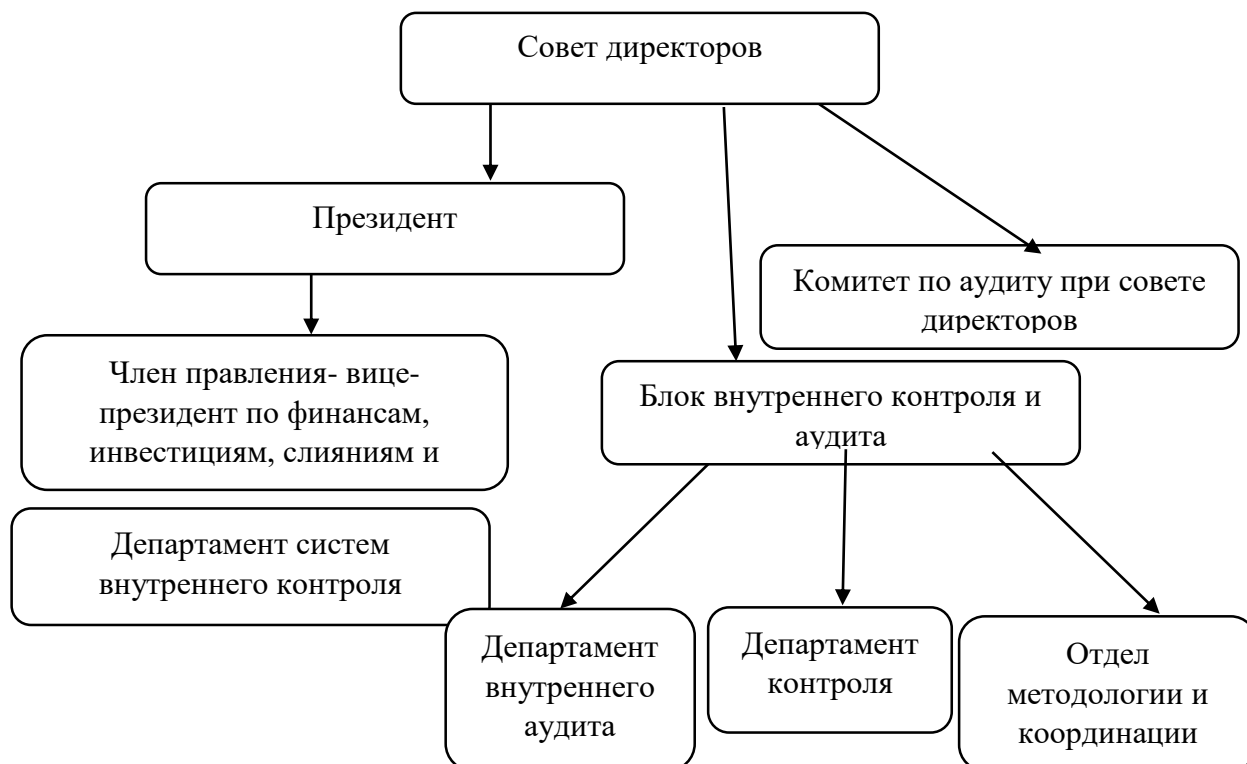 Совет директоров
Президент
Комитет по аудиту при совете
директоров
Член правления- вице-
президент по финансам,
инвестициям, слияниям и
Блок внутреннего контроля и
аудита
Департамент систем
внутреннего контроля
Департамент
внутреннего
аудита
Департамент
контроля
Отдел
методологии и
координации